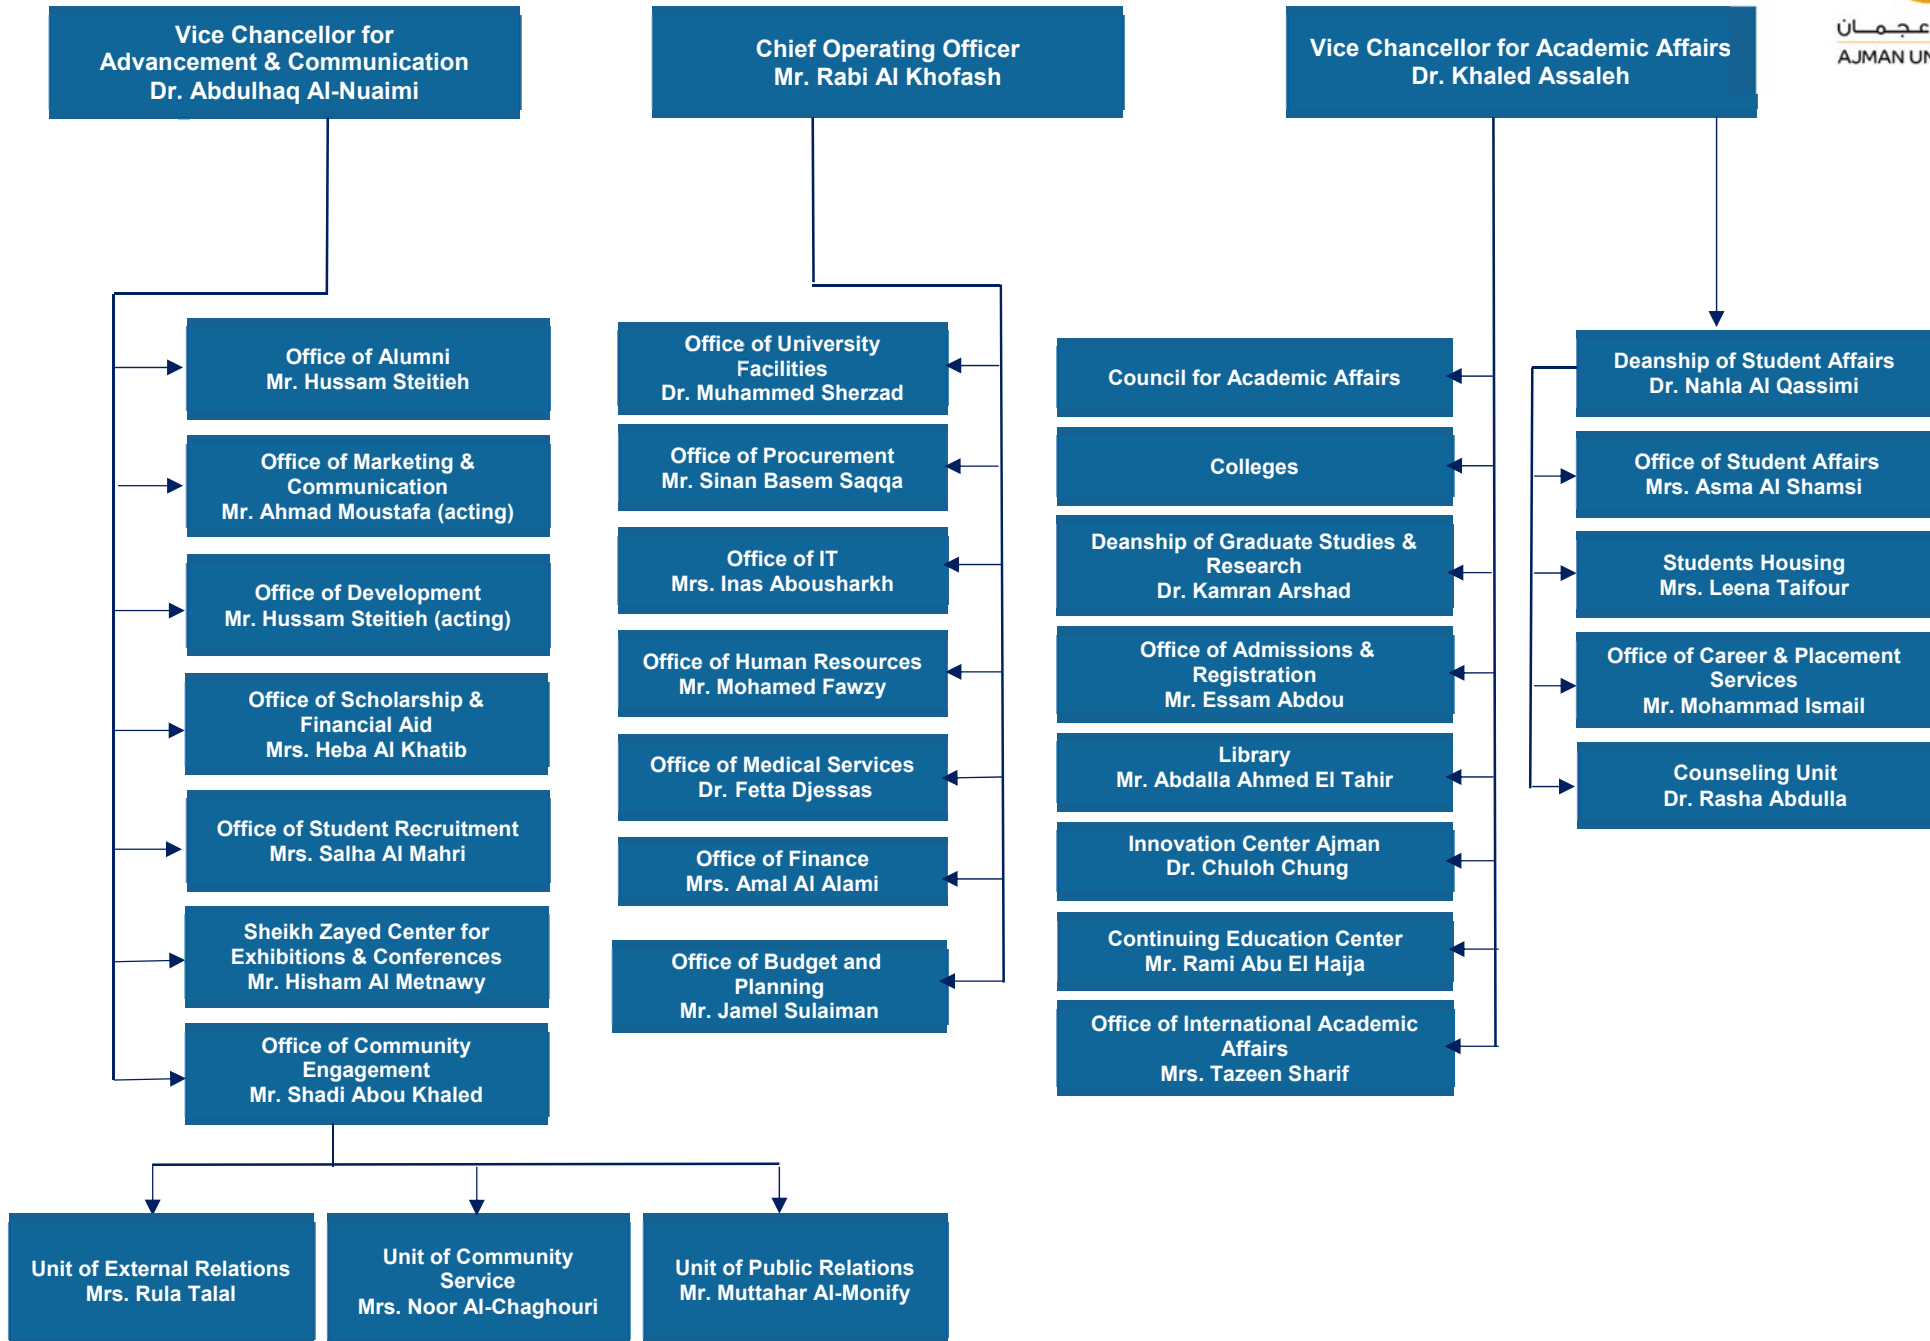 Vice Chancellor for
Advancement & Communication
Dr. Abdulhaq Al-Nuaimi
Chief Operating Officer
Mr. Rabi Al Khofash
Vice Chancellor for Academic Affairs
Dr. Khaled Assaleh
عجمان
AJMAN UN
Office of Alumni
Mr. Hussam Steitieh
Office of Marketing &
Communication
Mr. Ahmad Moustafa (acting)
Office of Development
Mr. Hussam Steitieh (acting)
Office of Scholarship &
Financial Aid
Mrs. Heba Al Khatib
Office of Student Recruitment
Mrs. Salha Al Mahri
Sheikh Zayed Center for
Exhibitions & Conferences
Mr. Hisham Al Metnawy
Office of Community
Engagement
Mr. Shadi Abou Khaled
Unit of External Relations
Mrs. Rula Talal
Unit of Community
Service
Mrs. Noor Al-Chaghouri
Unit of Public Relations
Mr. Muttahar Al-Monify
Office of University
Facilities
Dr. Muhammed Sherzad
Office of Procurement
Mr. Sinan Basem Saqqa
Office of IT
Mrs. Inas Abousharkh
Office of Human Resources
Mr. Mohamed Fawzy
Office of Medical Services
Dr. Fetta Djessas
Office of Finance
Mrs. Amal Al Alami
Office of Budget and
Planning
Mr. Jamel Sulaiman
Council for Academic Affairs
Colleges
Deanship of Graduate Studies &
Research
Dr. Kamran Arshad
Office of Admissions &
Registration
Mr. Essam Abdou
Library
Mr. Abdalla Ahmed El Tahir
Innovation Center Ajman
Dr. Chuloh Chung
Continuing Education Center
Mr. Rami Abu El Haija
Office of International Academic
Affairs
Mrs. Tazeen Sharif
Deanship of Student Affairs
Dr. Nahla Al Qassimi
Office of Student Affairs
Mrs. Asma Al Shamsi
Students Housing
Mrs. Leena Taifour
Office of Career & Placement
Services
Mr. Mohammad Ismail
Counseling Unit
Dr. Rasha Abdulla